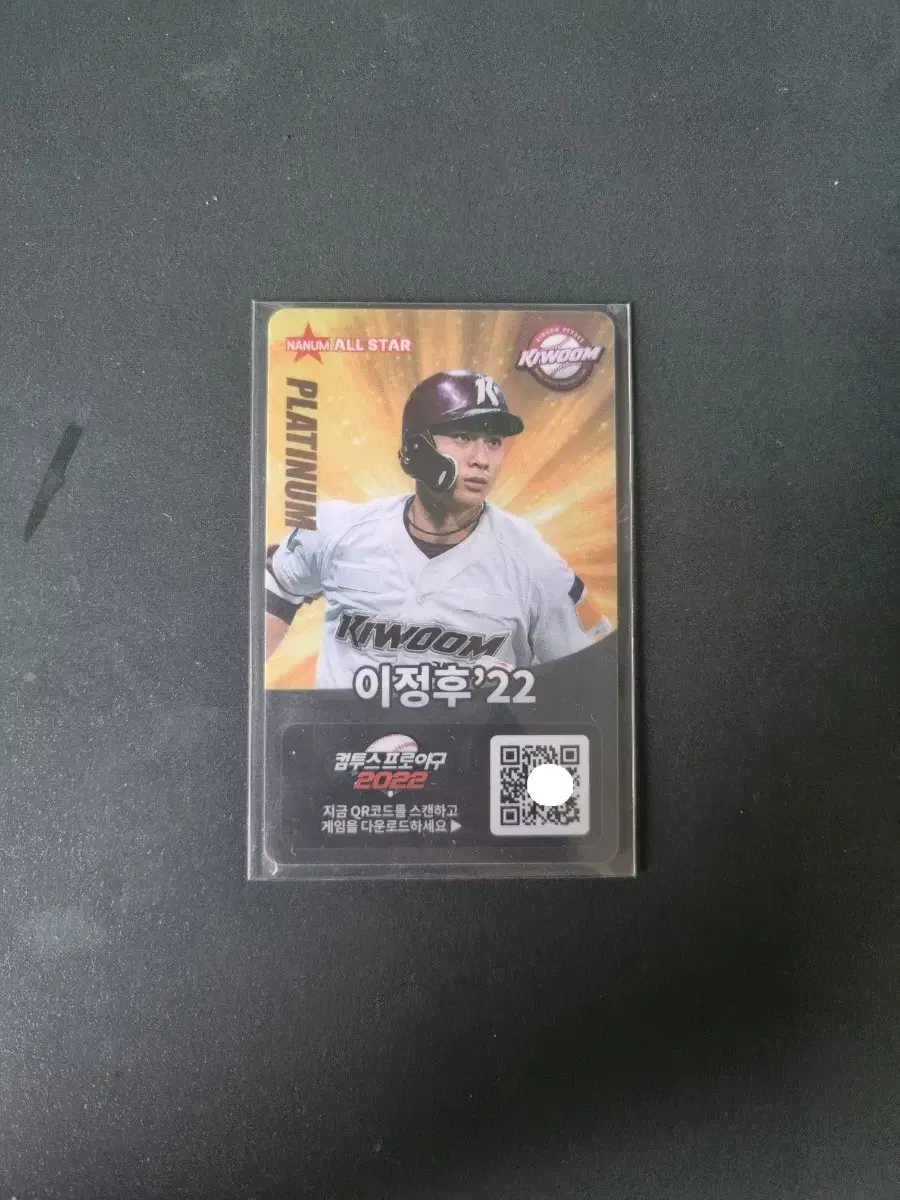 NANUM ALL STAR
KIWOOM HEROES
KIWOOM
PLATINUM
K
KIWOOM
이정후'22
컴투스프로야구
2022
지금 QR코드를 스캔하고
게임을 다운로드하세요 ▶